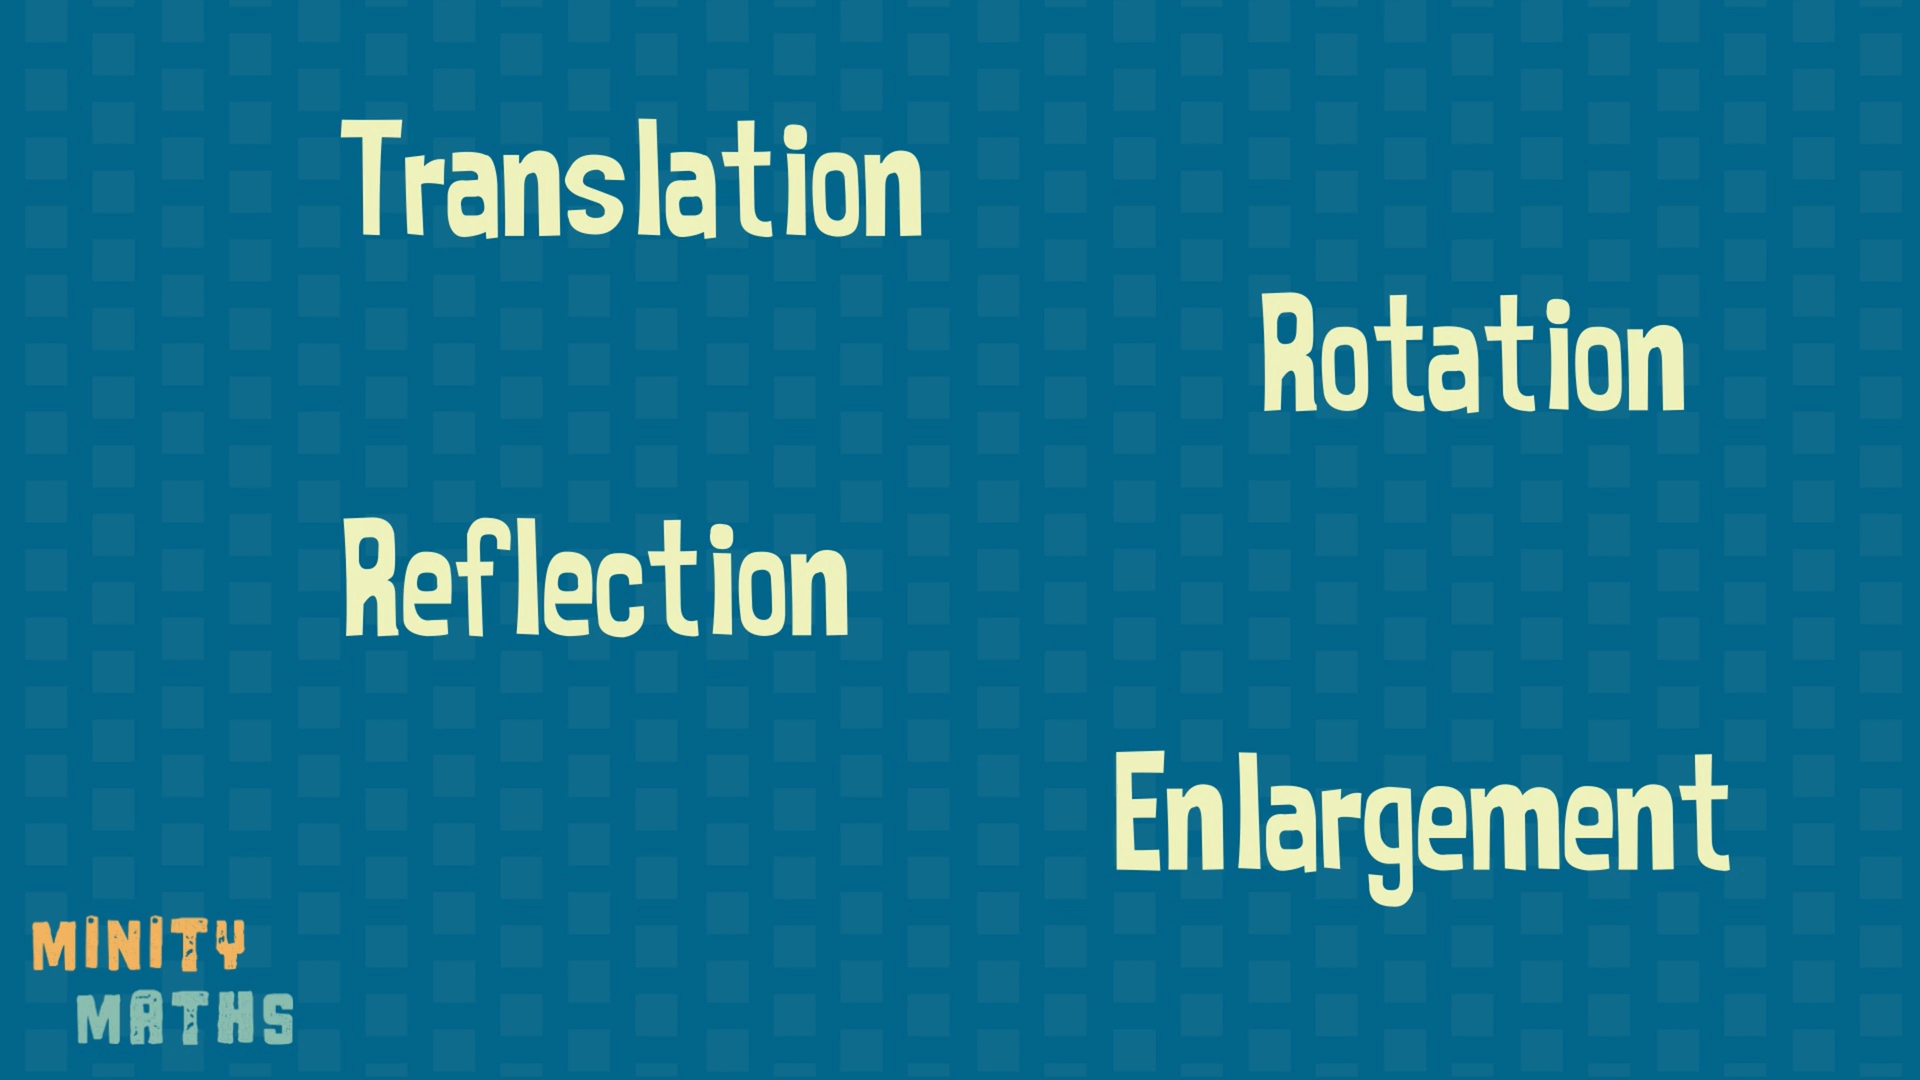 Translation
Rotation
Reflection
Enlargement
MINITY
MATHS